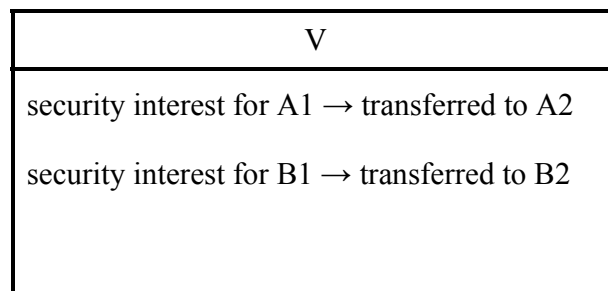 V
security interest for A1 → transferred to A2
security interest for B1 → transferred to B2